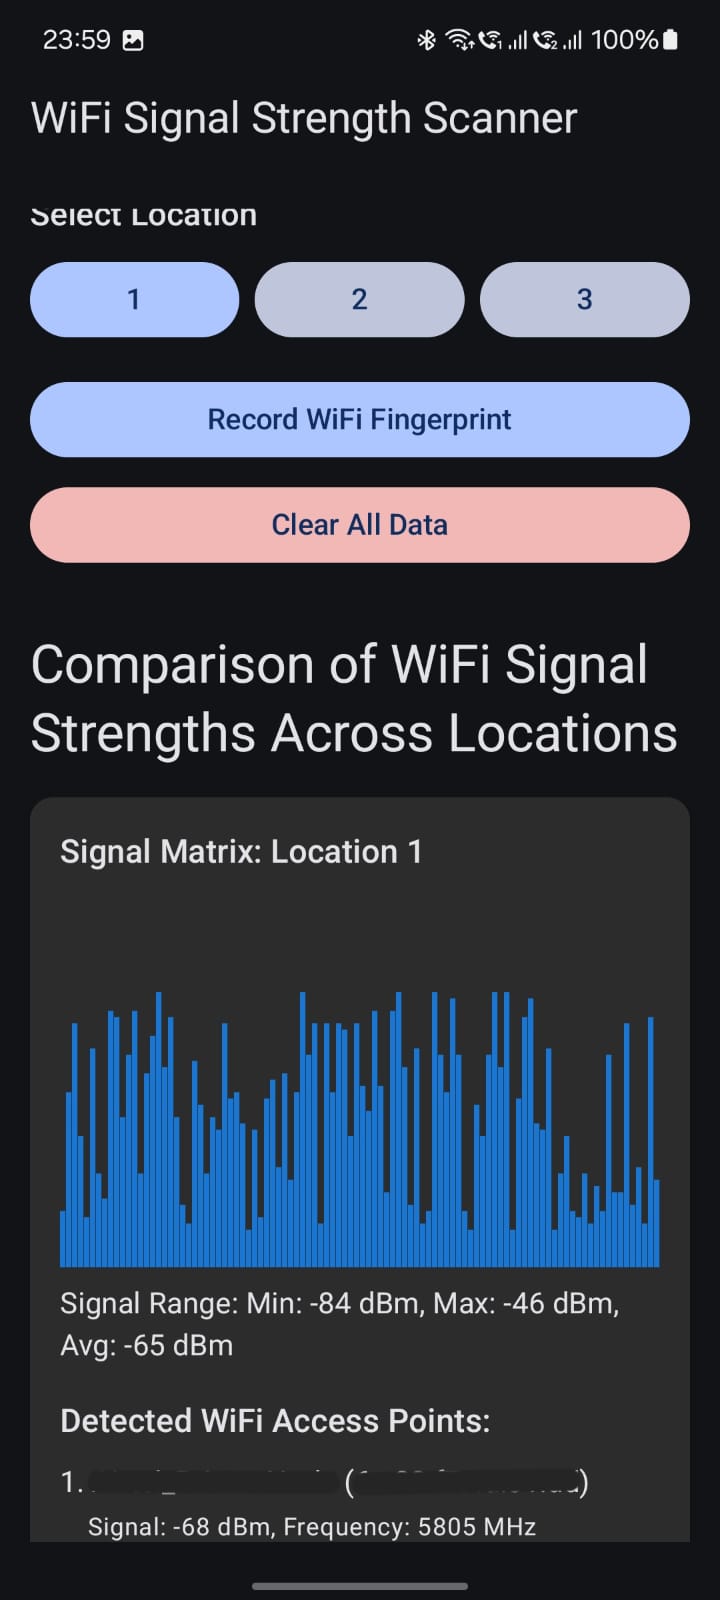 23:59 100%
WiFi Signal Strength Scanner
Select Location
1 2 3
Record WiFi Fingerprint
Clear All Data
Comparison of WiFi Signal
Strengths Across Locations
Signal Matrix: Location 1
Signal Range: Min: -84 dBm, Max: -46 dBm,
Avg: -65 dBm
Detected WiFi Access Points:
1. ( )
Signal: -68 dBm, Frequency: 5805 MHz